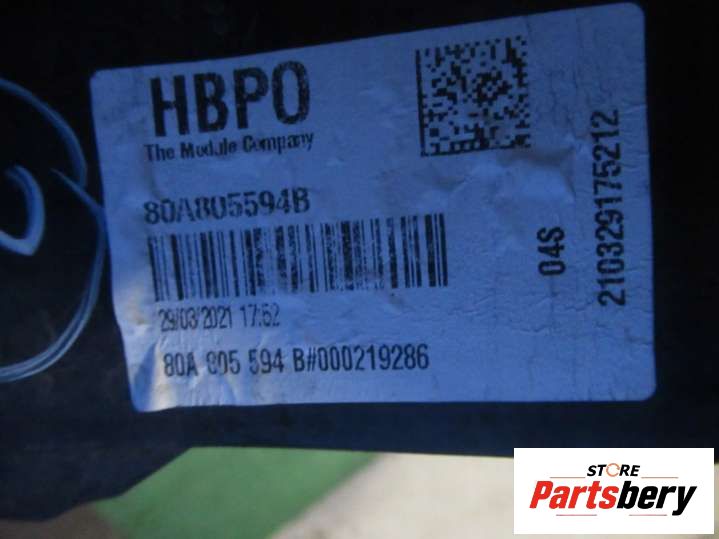 HBPO
The Module Company
80A805594B
29/03/2021 17:52
80A 805 594 B#000219286
04S
210329175212
STORE
Partsbery